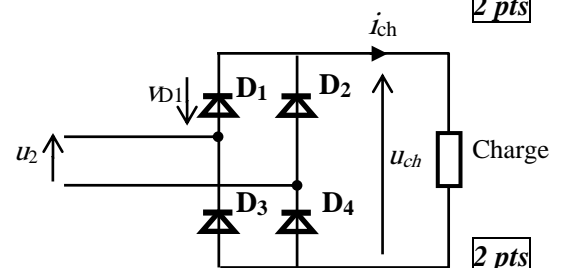 2 pts
ich
D1 D2
vD1
u2
uch
Charge
D3 D4
2 pts